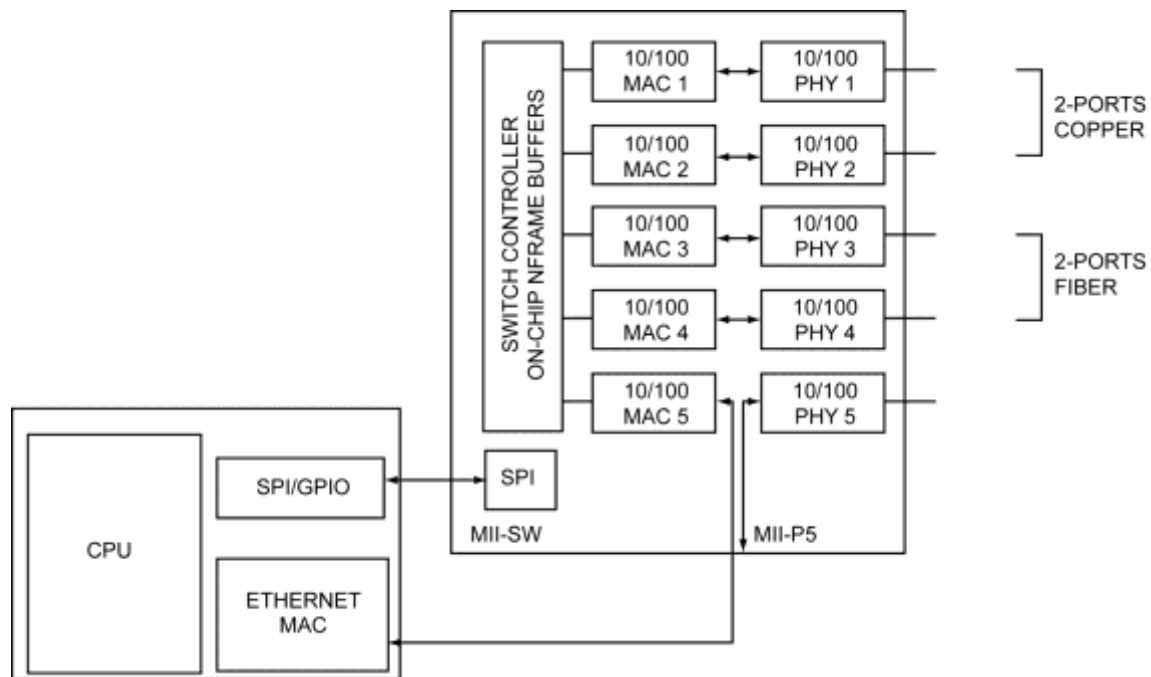 SWITCH CONTROLLER
ON-CHIP NFRAME BUFFERS
10/100
MAC 1
10/100
PHY 1
10/100
MAC 2
10/100
PHY 2
2-PORTS
COPPER
10/100
MAC 3
10/100
PHY 3
10/100
MAC 4
10/100
PHY 4
2-PORTS
FIBER
10/100
MAC 5
10/100
PHY 5
SPI
MII-SW
MII-P5
CPU
SPI/GPIO
ETHERNET
MAC